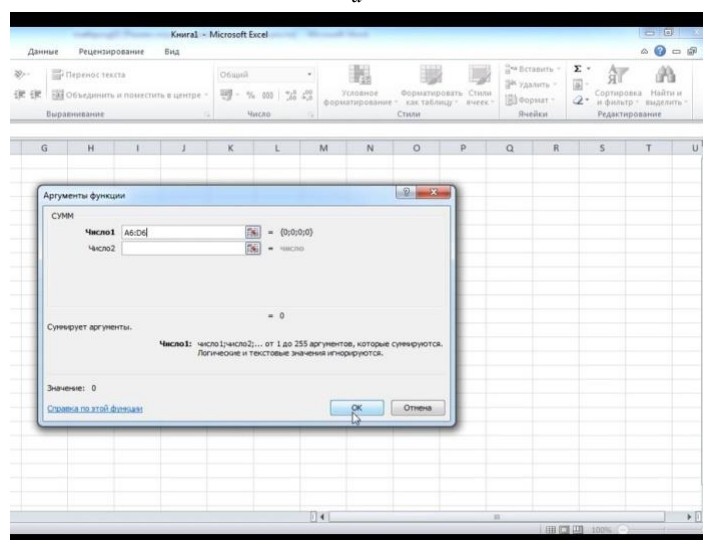 Книга1 - Microsoft Excel
Данные Рецензирование Вид
Перенос текста
Объединить и поместить в центре
Выравнивание
Общий
% 000
Число
Условное форматирование
Форматировать как таблицу
Стили ячеек
Стили
Вставить
Удалить
Формат
Ячейки
Σ
Сортировка и фильтр
Найти и выделить
Редактирование
G H I J K L M N O P Q R S T U
Аргументы функции
СУММ
Число1 A6:D6 = {0;0;0;0}
Число2 = число
= 0
Суммирует аргументы.
Число1: число1;число2;... от 1 до 255 аргументов, которые суммируются.
Логические и текстовые значения игнорируются.
Значение: 0
Справка по этой функции
ОК Отмена
100%